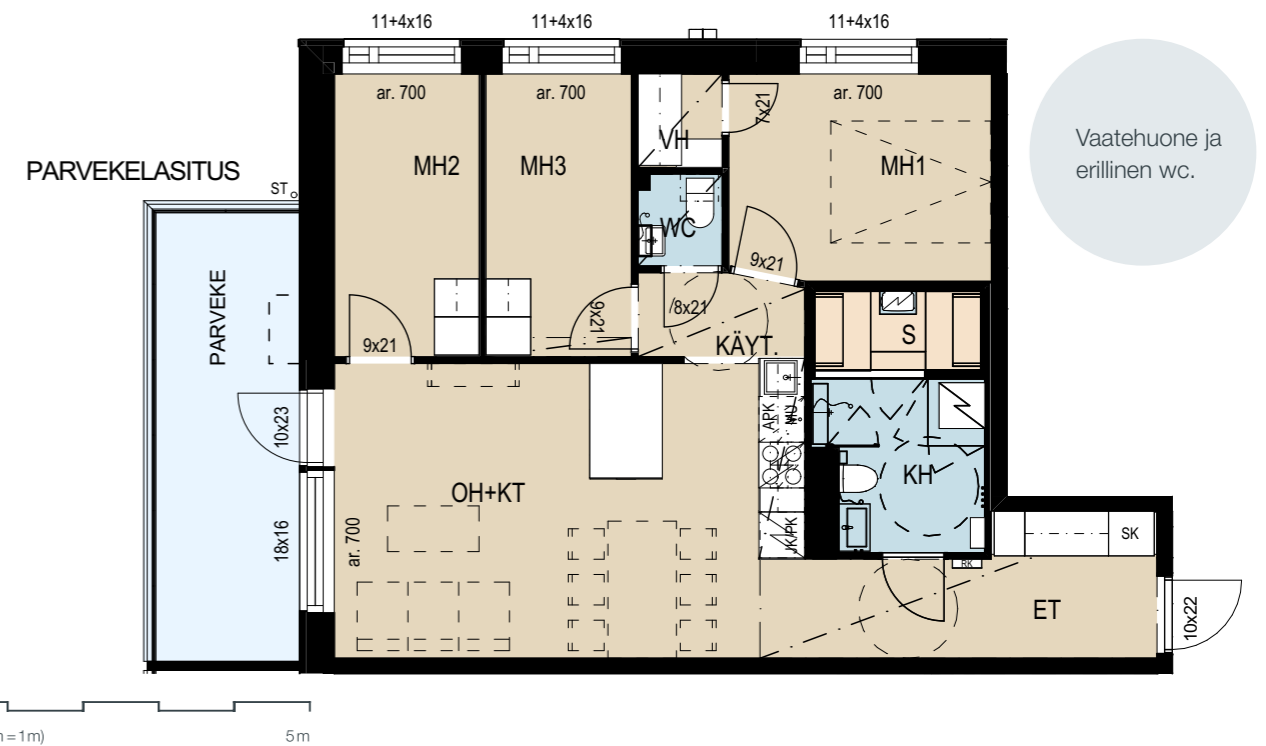 11+4x16
11+4x16
11+4x16
ar. 700
ar. 700
ar. 700
7x21
VH
MH2
MH3
MH1
Vaatehuone ja
erillinen wc.
PARVEKELASITUS
ST
WC
9x21
PARVEKE
8x21
9x21
9x21
KÄYT.
S
10x23
APK
MU
KH
OH+KT
18x16
ar. 700
JK/PK
SK
RK
ET
10x22
=1m)
5 m